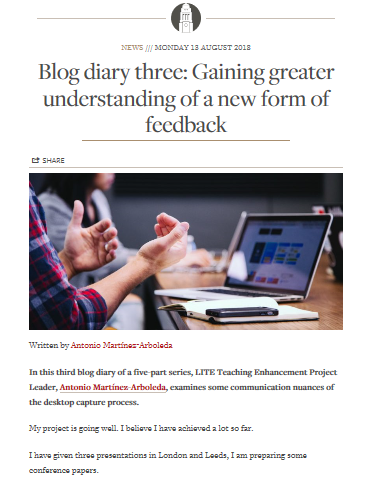 NEWS /// MONDAY 13 AUGUST 2018
Blog diary three: Gaining greater
understanding of a new form of
feedback
SHARE
Written by Antonio Martínez-Arboleda
In this third blog diary of a five-part series, LITE Teaching Enhancement Project
Leader, Antonio Martínez-Arboleda, examines some communication nuances of
the desktop capture process.
My project is going well. I believe I have achieved a lot so far.
I have given three presentations in London and Leeds, I am preparing some
conference papers.